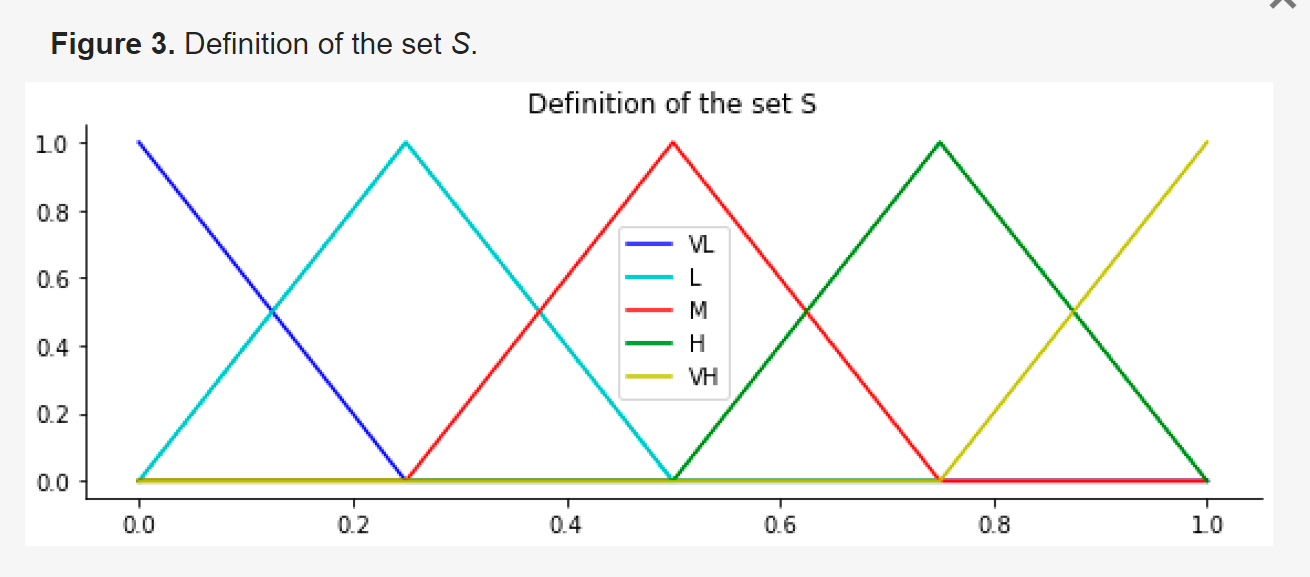 Figure 3. Definition of the set S.
Definition of the set S
1.0
0.8
0.6
0.4
0.2
0.0
VL
L
M
H
VH
0.0 0.2 0.4 0.6 0.8 1.0